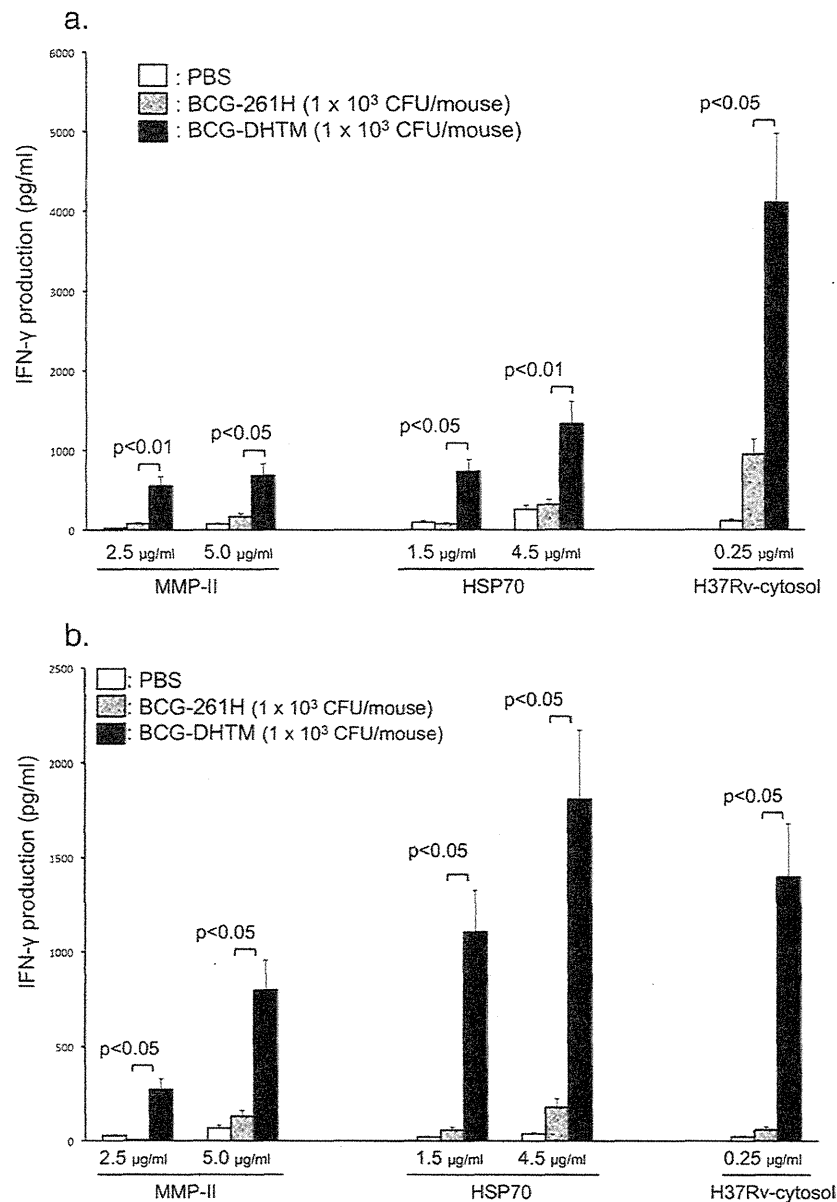 a.
6000
5000
4000
3000
2000
1000
0
IFN-γ production (pg/ml)
: PBS
: BCG-261H (1 x 10³ CFU/mouse)
: BCG-DHTM (1 x 10³ CFU/mouse)
p<0.01
p<0.05
p<0.05
p<0.01
p<0.05
2.5 µg/ml
5.0 µg/ml
1.5 µg/ml
4.5 µg/ml
0.25 µg/ml
MMP-II
HSP70
H37Rv-cytosol
b.
2500
2000
1500
1000
500
0
IFN-γ production (pg/ml)
: PBS
: BCG-261H (1 x 10³ CFU/mouse)
: BCG-DHTM (1 x 10³ CFU/mouse)
p<0.05
p<0.05
p<0.05
p<0.05
p<0.05
2.5 µg/ml
5.0 µg/ml
1.5 µg/ml
4.5 µg/ml
0.25 µg/ml
MMP-II
HSP70
H37Rv-cytosol